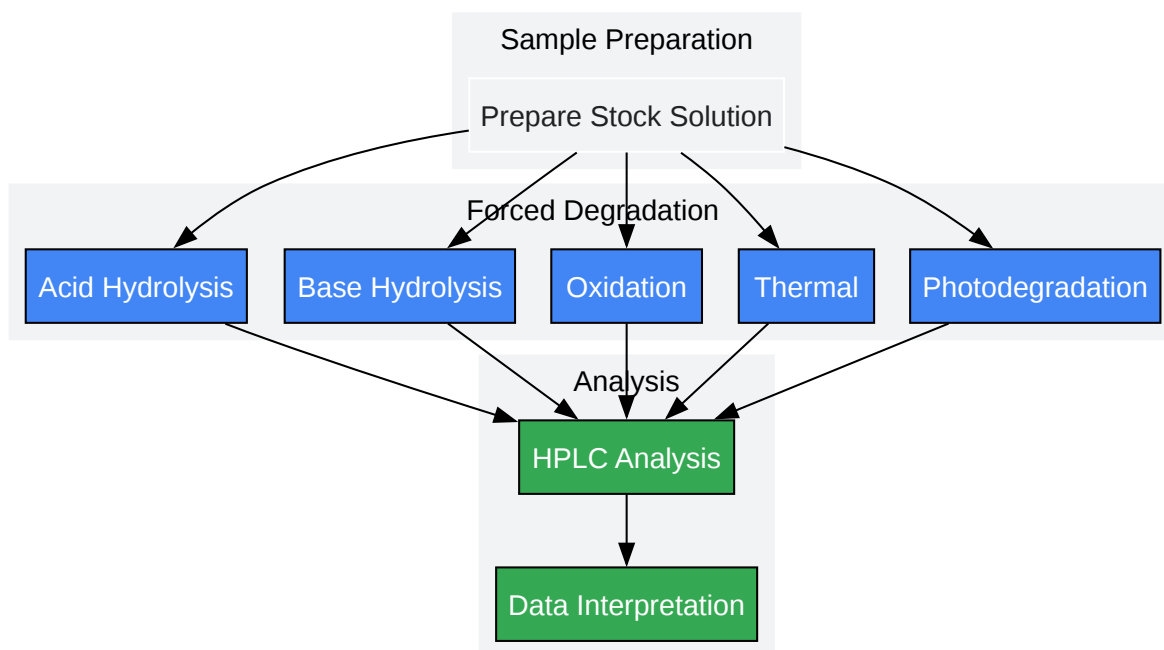 Sample Preparation
Prepare Stock Solution
Forced Degradation
Acid Hydrolysis
Base Hydrolysis
Oxidation
Thermal
Photodegradation
Analysis
HPLC Analysis
Data Interpretation